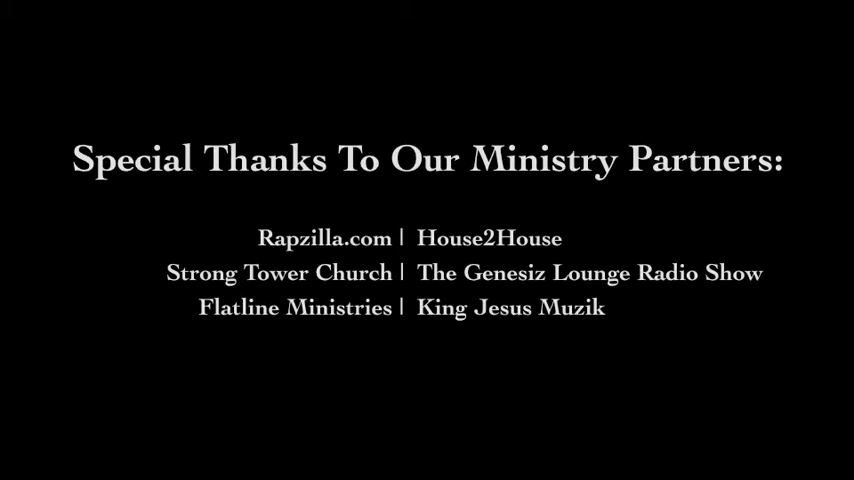 Special Thanks To Our Ministry Partners:
Rapzilla.com | House2House
Strong Tower Church | The Genesiz Lounge Radio Show
Flatline Ministries | King Jesus Muzik